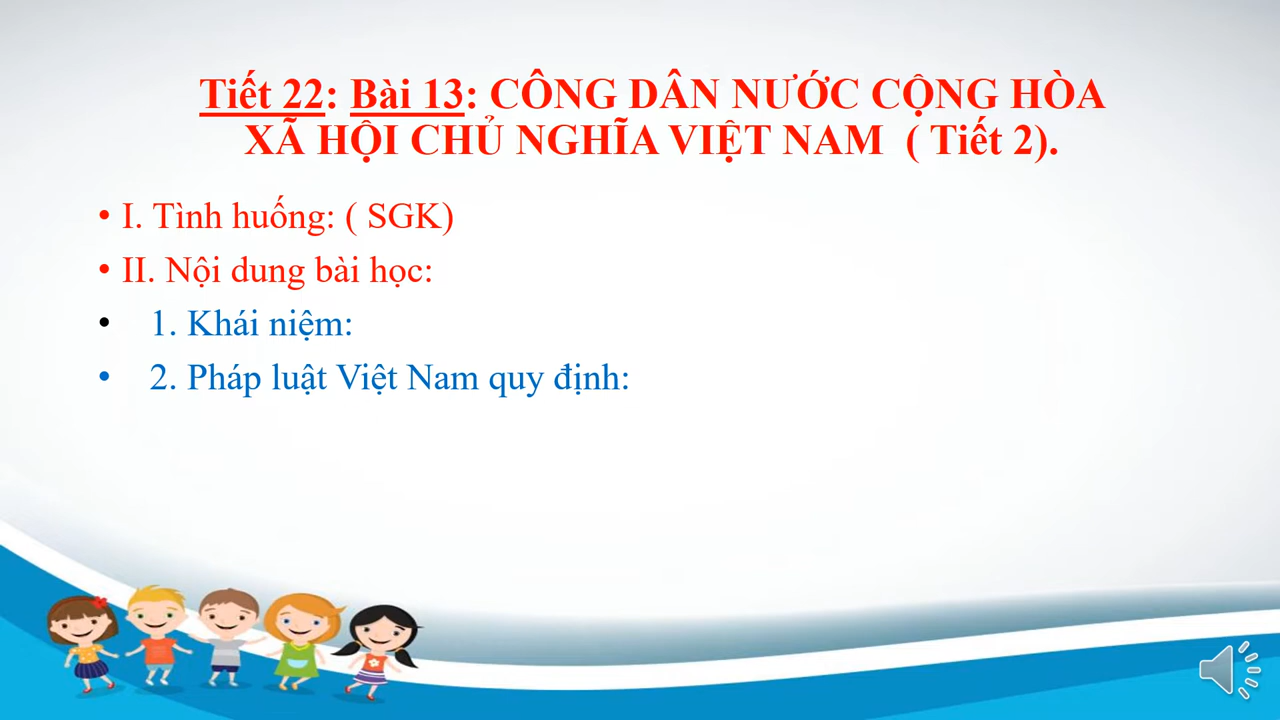 Tiết 22: Bài 13: CÔNG DÂN NƯỚC CỘNG HÒA
XÃ HỘI CHỦ NGHĨA VIỆT NAM ( Tiết 2).
• I. Tình huống: ( SGK)
• II. Nội dung bài học:
• 1. Khái niệm:
• 2. Pháp luật Việt Nam quy định: